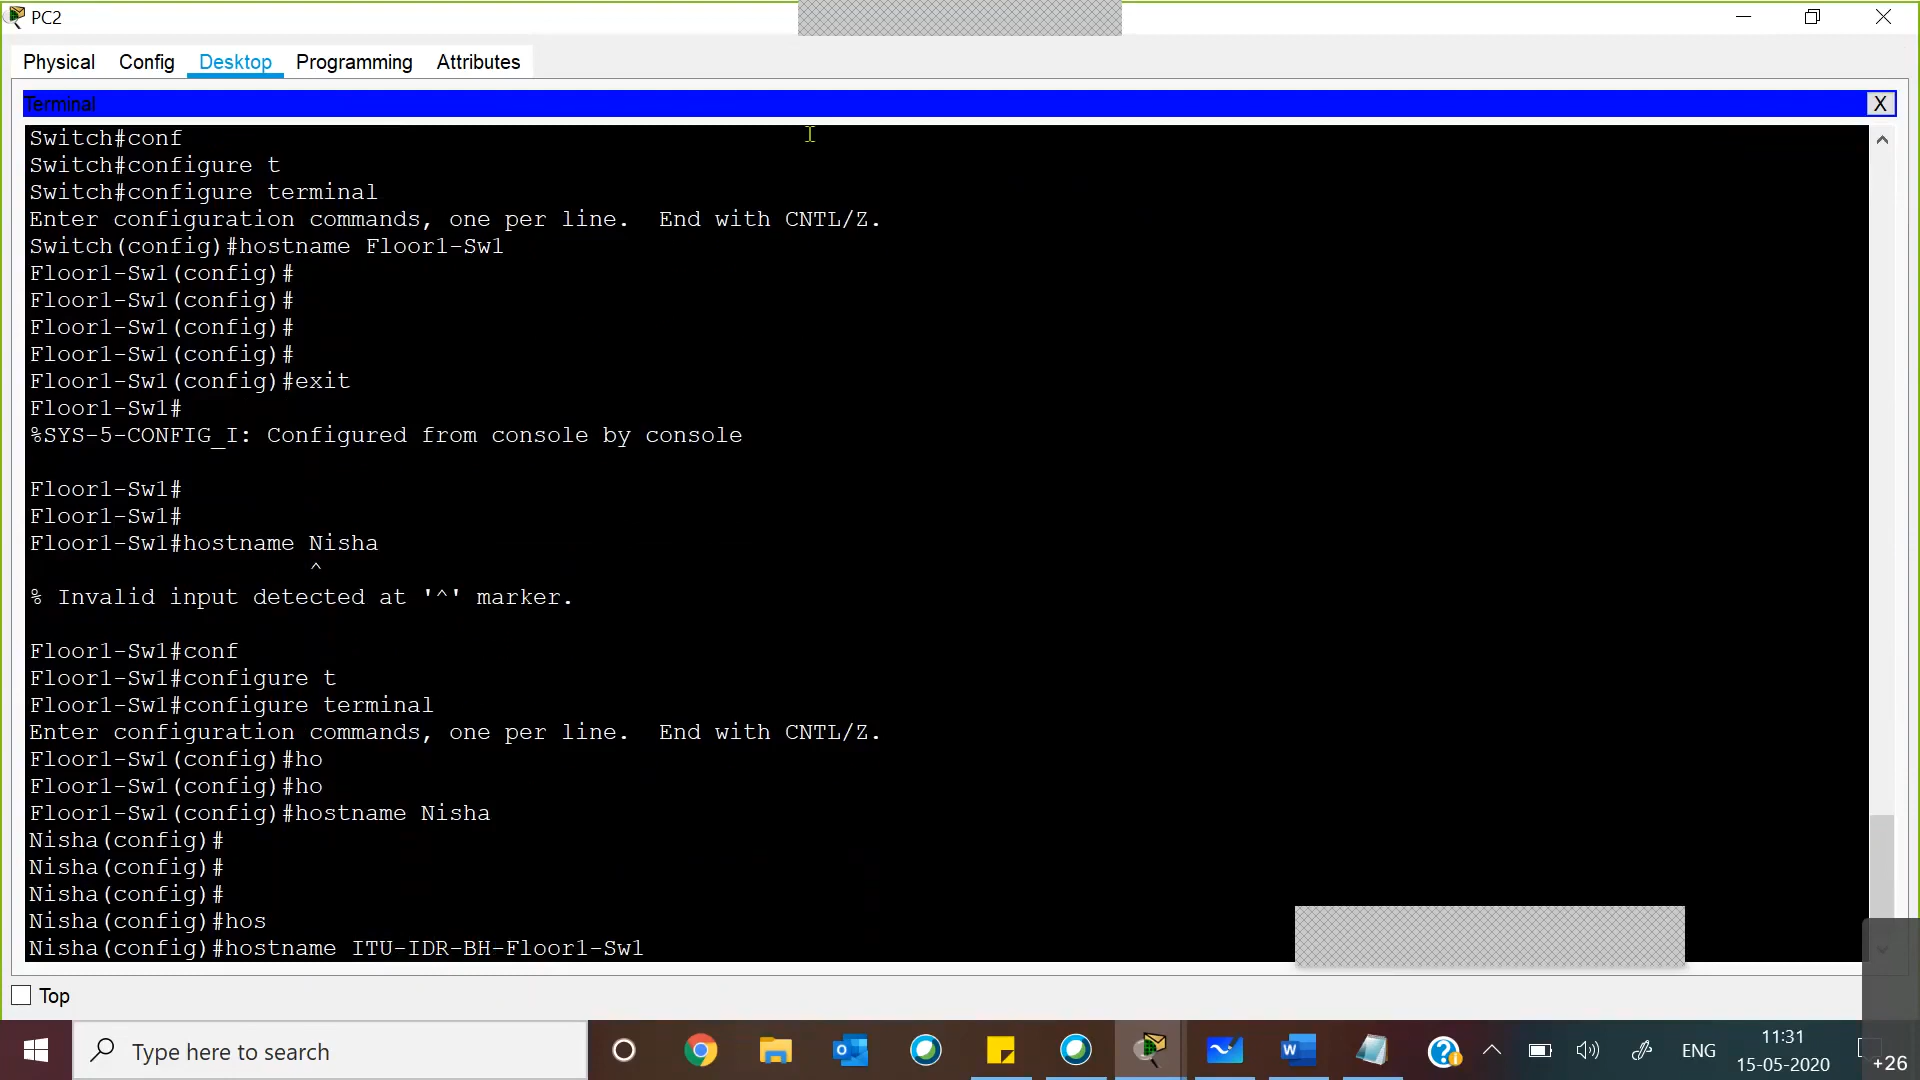 PC2
Physical Config Desktop Programming Attributes
Terminal
X
Switch#conf
Switch#configure t
Switch#configure terminal
Enter configuration commands, one per line.  End with CNTL/Z.
Switch(config)#hostname Floor1-Sw1
Floor1-Sw1(config)#
Floor1-Sw1(config)#
Floor1-Sw1(config)#
Floor1-Sw1(config)#
Floor1-Sw1(config)#exit
Floor1-Sw1#
%SYS-5-CONFIG_I: Configured from console by console
Floor1-Sw1#
Floor1-Sw1#
Floor1-Sw1#hostname Nisha
^
% Invalid input detected at '^' marker.
Floor1-Sw1#conf
Floor1-Sw1#configure t
Floor1-Sw1#configure terminal
Enter configuration commands, one per line.  End with CNTL/Z.
Floor1-Sw1(config)#ho
Floor1-Sw1(config)#ho
Floor1-Sw1(config)#hostname Nisha
Nisha(config)#
Nisha(config)#
Nisha(config)#
Nisha(config)#hos
Nisha(config)#hostname ITU-IDR-BH-Floor1-Sw1
Top
Type here to search
ENG
11:31
15-05-2020
+26